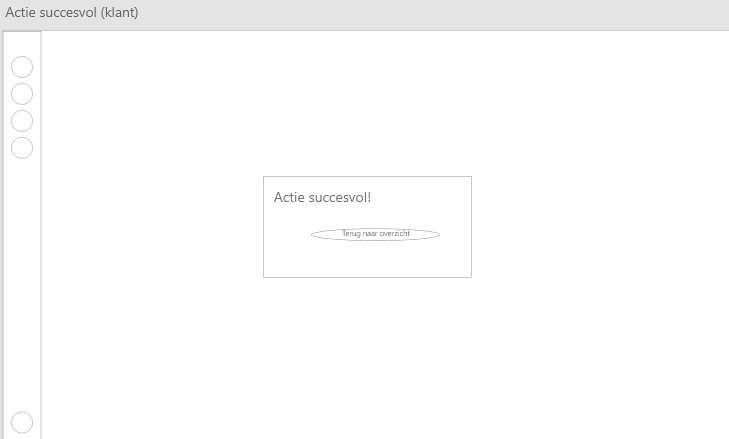 Actie succesvol (klant)
Actie succesvol!
Terug naar overzicht